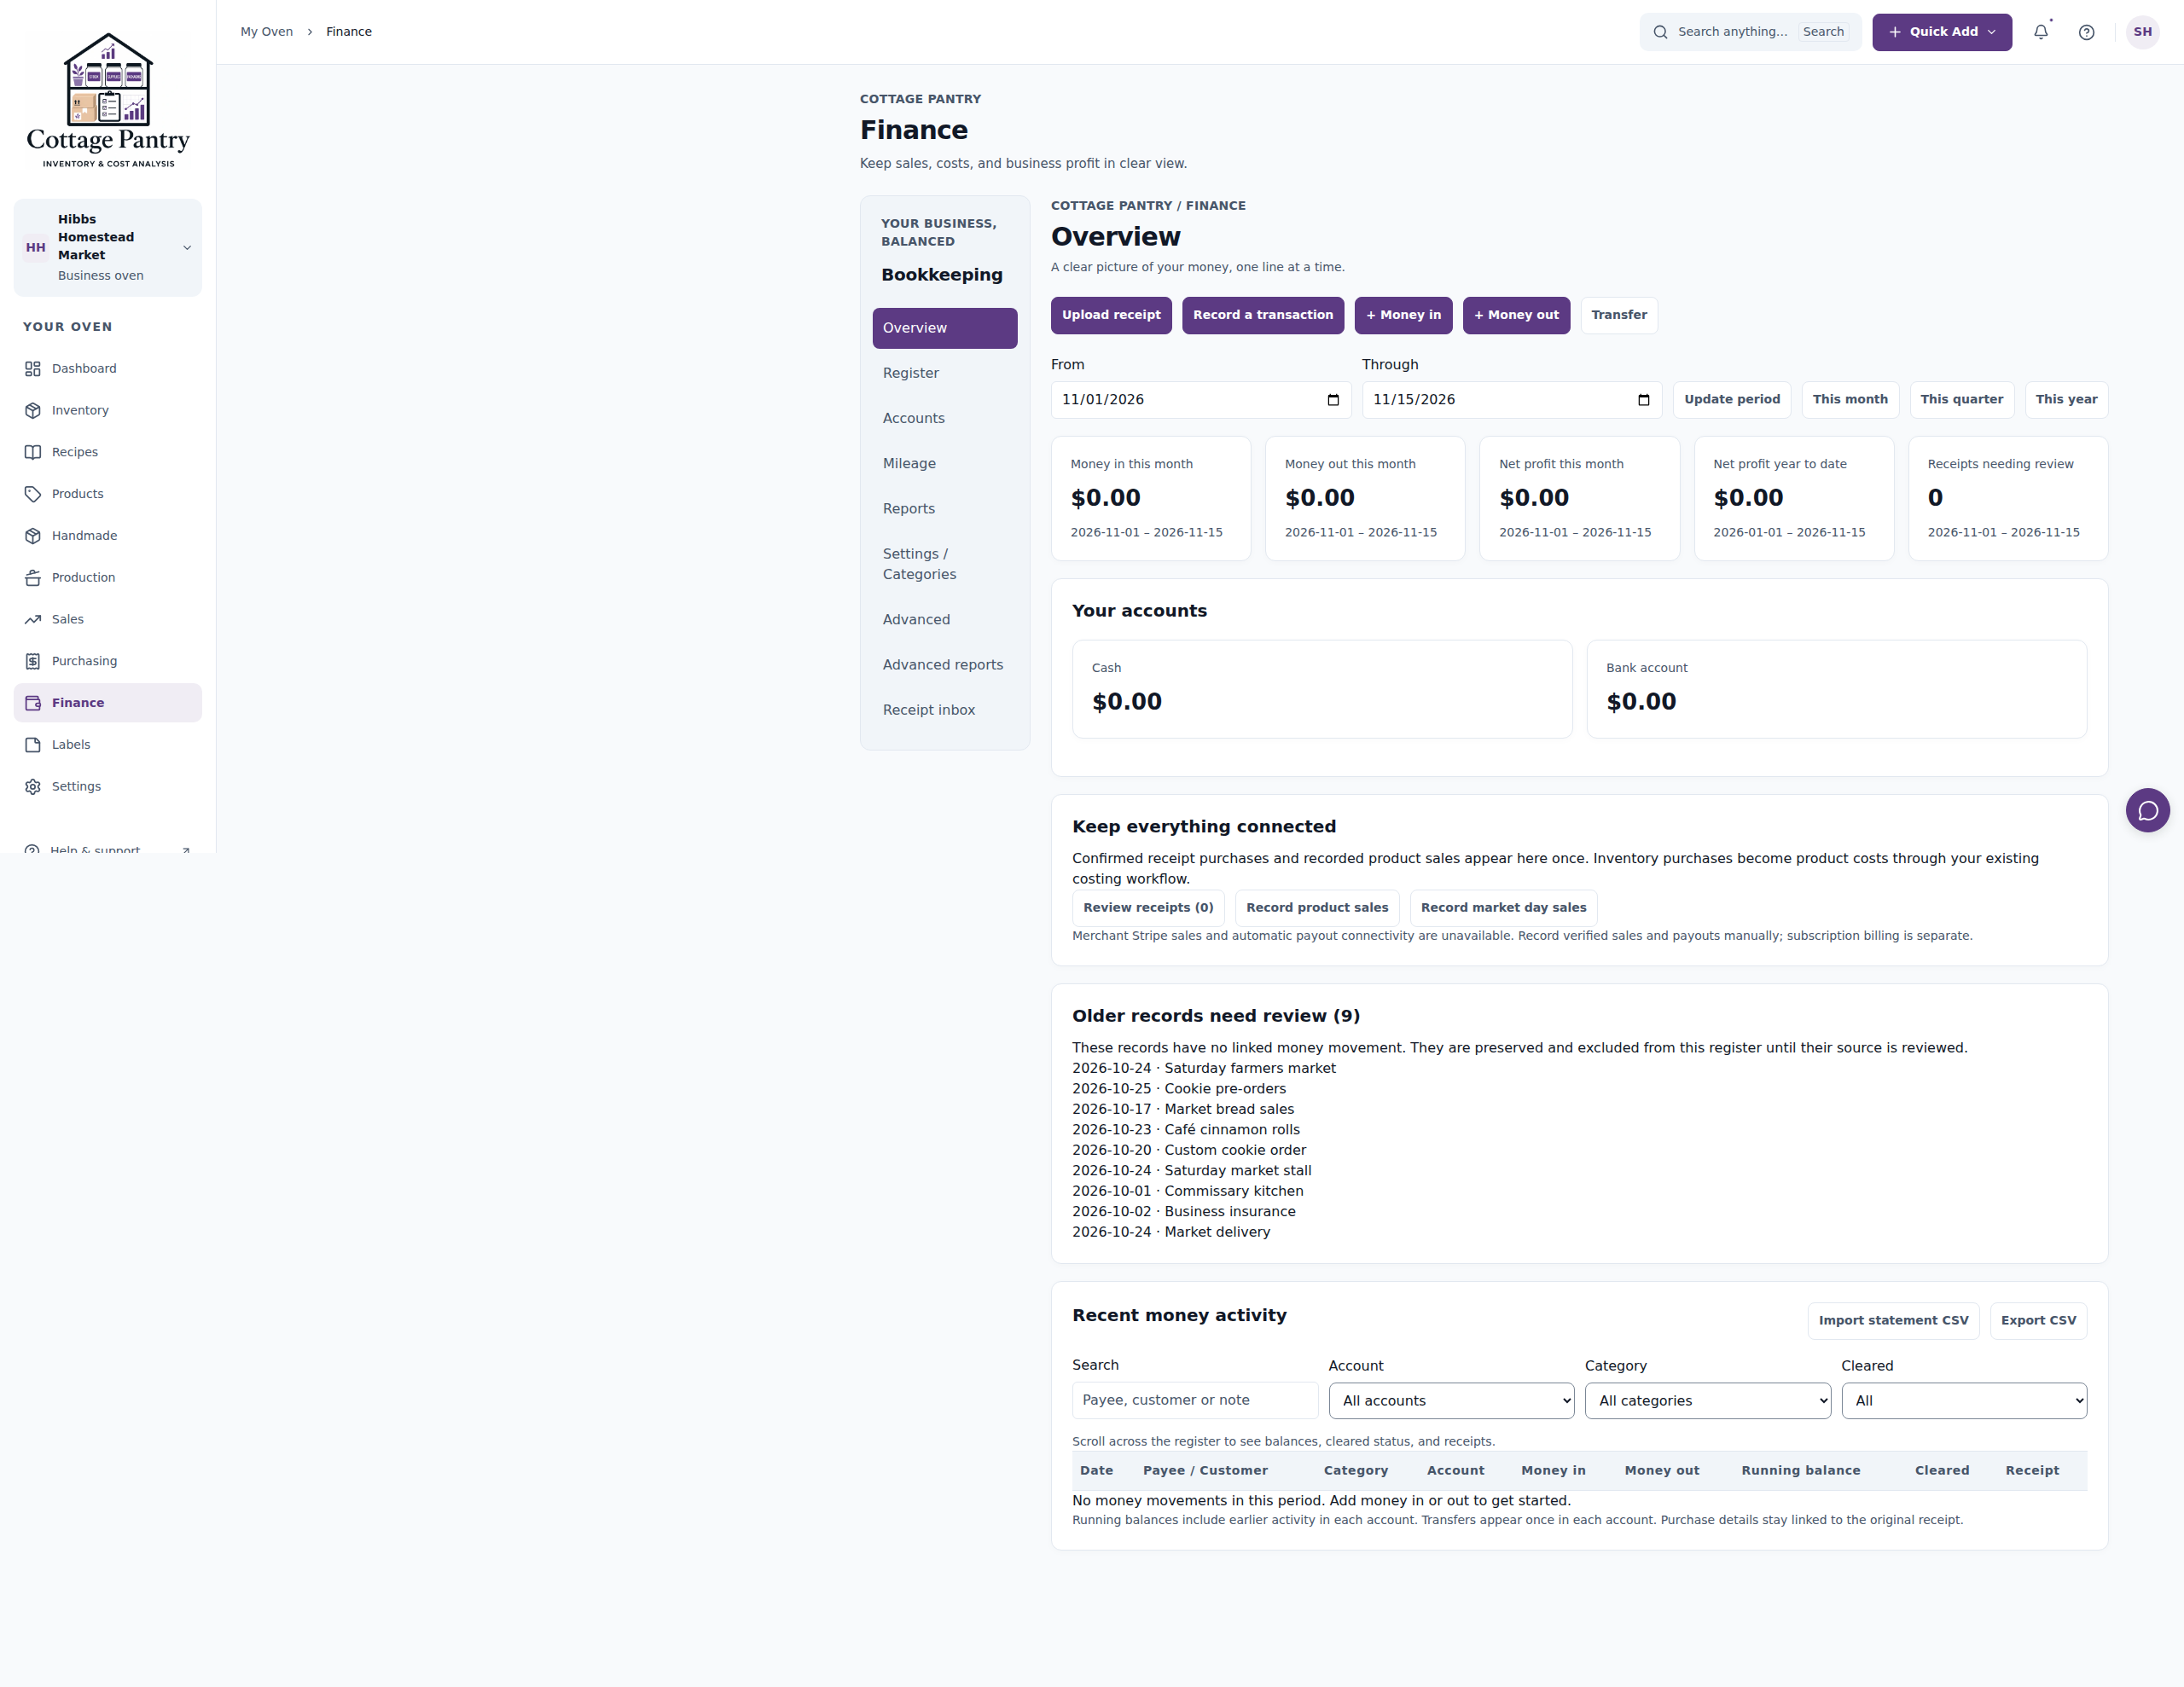 Cottage Pantry
INVENTORY & COST ANALYSIS
HH
Hibbs
Homestead
Market
Business oven
YOUR OVEN
Dashboard
Inventory
Recipes
Products
Handmade
Production
Sales
Purchasing
Finance
Labels
Settings
Help & support
My Oven > Finance
Search anything... Search
+ Quick Add
SH
COTTAGE PANTRY
Finance
Keep sales, costs, and business profit in clear view.
YOUR BUSINESS,
BALANCED
Bookkeeping
Overview
Register
Accounts
Mileage
Reports
Settings /
Categories
Advanced
Advanced reports
Receipt inbox
COTTAGE PANTRY / FINANCE
Overview
A clear picture of your money, one line at a time.
Upload receipt Record a transaction + Money in + Money out Transfer
From Through
11/01/2026 11/15/2026 Update period This month This quarter This year
Money in this month
$0.00
2026-11-01 – 2026-11-15
Money out this month
$0.00
2026-11-01 – 2026-11-15
Net profit this month
$0.00
2026-11-01 – 2026-11-15
Net profit year to date
$0.00
2026-01-01 – 2026-11-15
Receipts needing review
0
2026-11-01 – 2026-11-15
Your accounts
Cash
$0.00
Bank account
$0.00
Keep everything connected
Confirmed receipt purchases and recorded product sales appear here once. Inventory purchases become product costs through your existing
costing workflow.
Review receipts (0) Record product sales Record market day sales
Merchant Stripe sales and automatic payout connectivity are unavailable. Record verified sales and payouts manually; subscription billing is separate.
Older records need review (9)
These records have no linked money movement. They are preserved and excluded from this register until their source is reviewed.
2026-10-24 · Saturday farmers market
2026-10-25 · Cookie pre-orders
2026-10-17 · Market bread sales
2026-10-23 · Café cinnamon rolls
2026-10-20 · Custom cookie order
2026-10-24 · Saturday market stall
2026-10-01 · Commissary kitchen
2026-10-02 · Business insurance
2026-10-24 · Market delivery
Recent money activity
Import statement CSV Export CSV
Search Account Category Cleared
Payee, customer or note All accounts All categories All
Scroll across the register to see balances, cleared status, and receipts.
Date Payee / Customer Category Account Money in Money out Running balance Cleared Receipt
No money movements in this period. Add money in or out to get started.
Running balances include earlier activity in each account. Transfers appear once in each account. Purchase details stay linked to the original receipt.